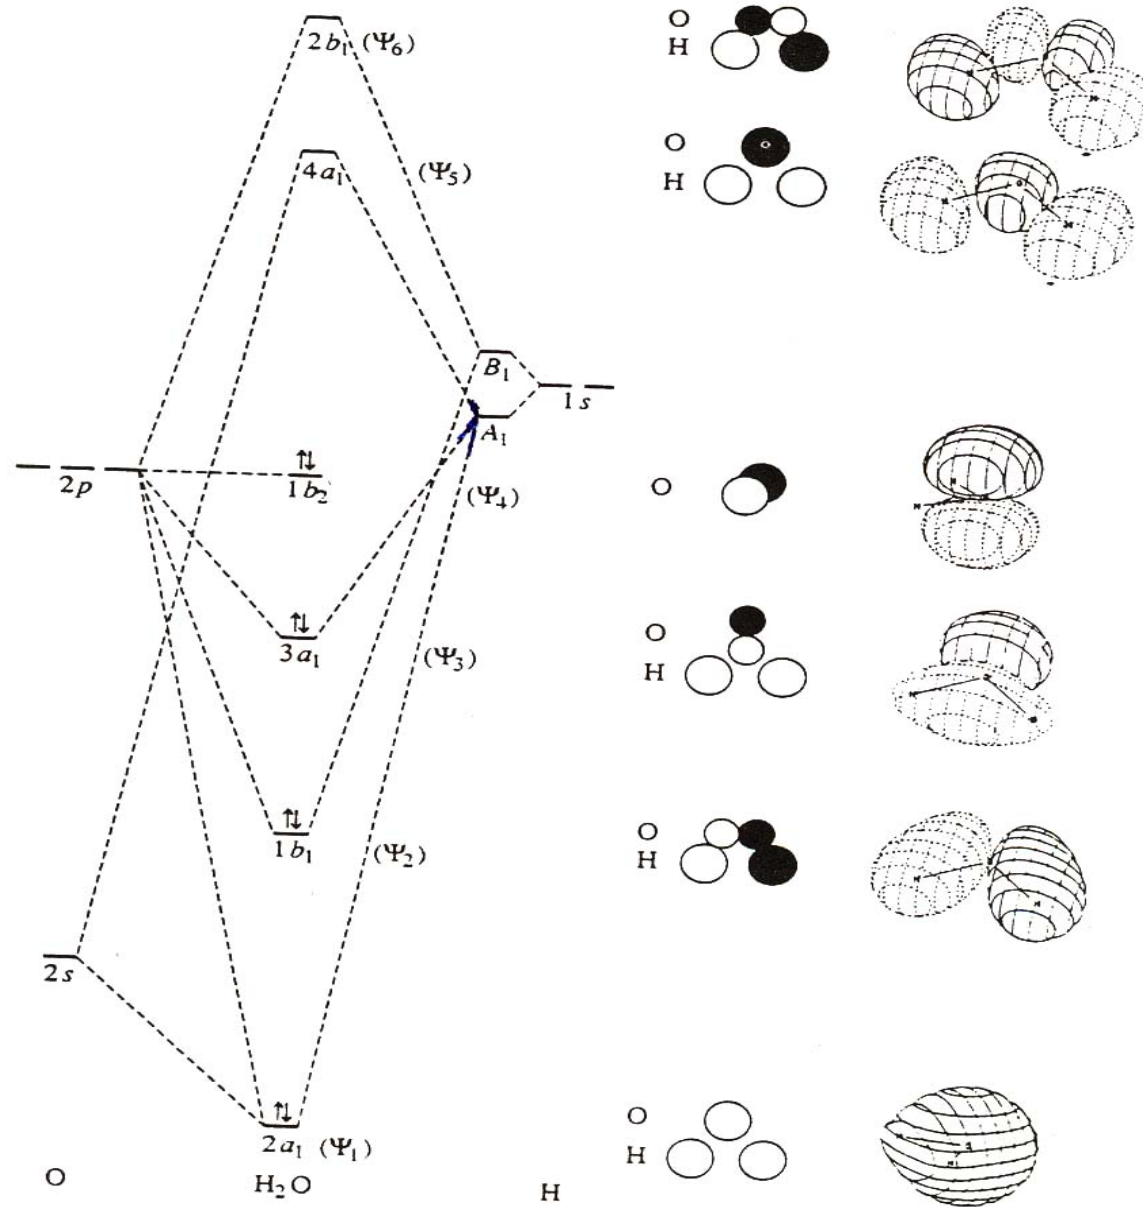 2b₁ (Ψ₆)
O
H
4a₁
(Ψ₅)
O
O
H
B₁
1s
A₁
2p
1b₂
(Ψ₄)
O
3a₁
(Ψ₃)
O
H
1b₁
(Ψ₂)
O
H
2s
2a₁ (Ψ₁)
O
H
O
H₂O
H